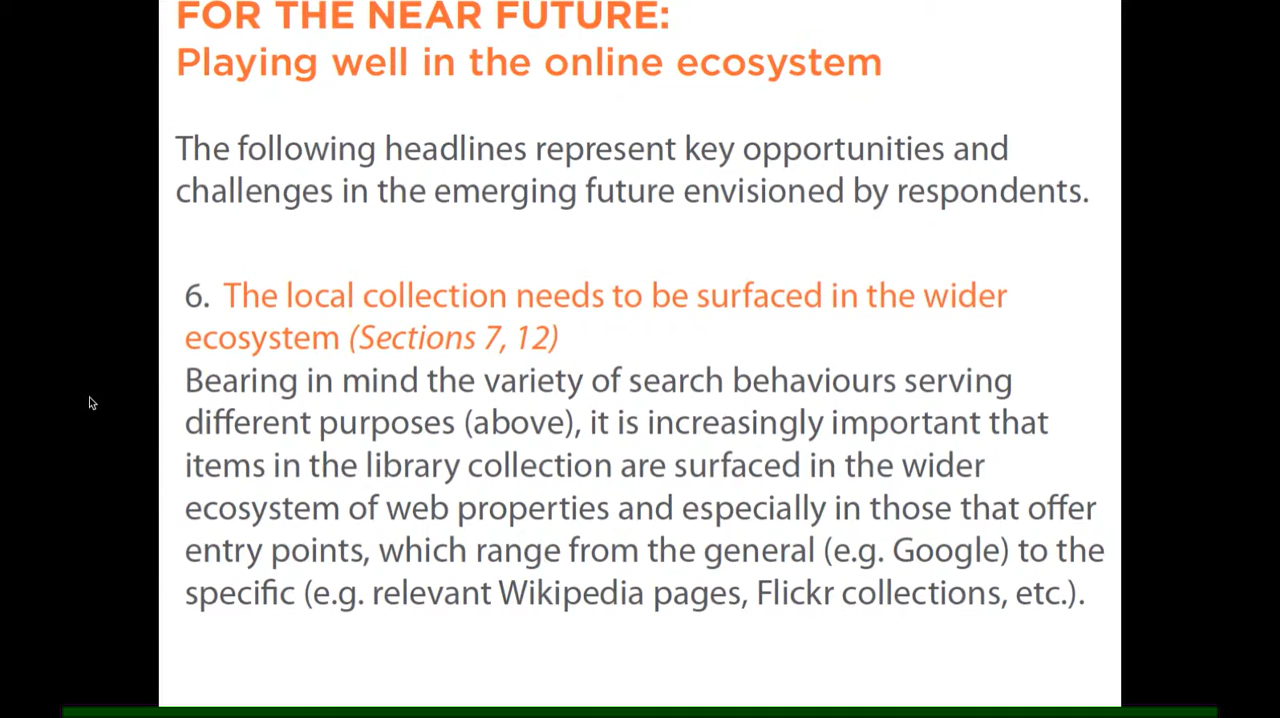 FOR THE NEAR FUTURE:
Playing well in the online ecosystem
The following headlines represent key opportunities and
challenges in the emerging future envisioned by respondents.
6. The local collection needs to be surfaced in the wider
ecosystem (Sections 7, 12)
Bearing in mind the variety of search behaviours serving
different purposes (above), it is increasingly important that
items in the library collection are surfaced in the wider
ecosystem of web properties and especially in those that offer
entry points, which range from the general (e.g. Google) to the
specific (e.g. relevant Wikipedia pages, Flickr collections, etc.).